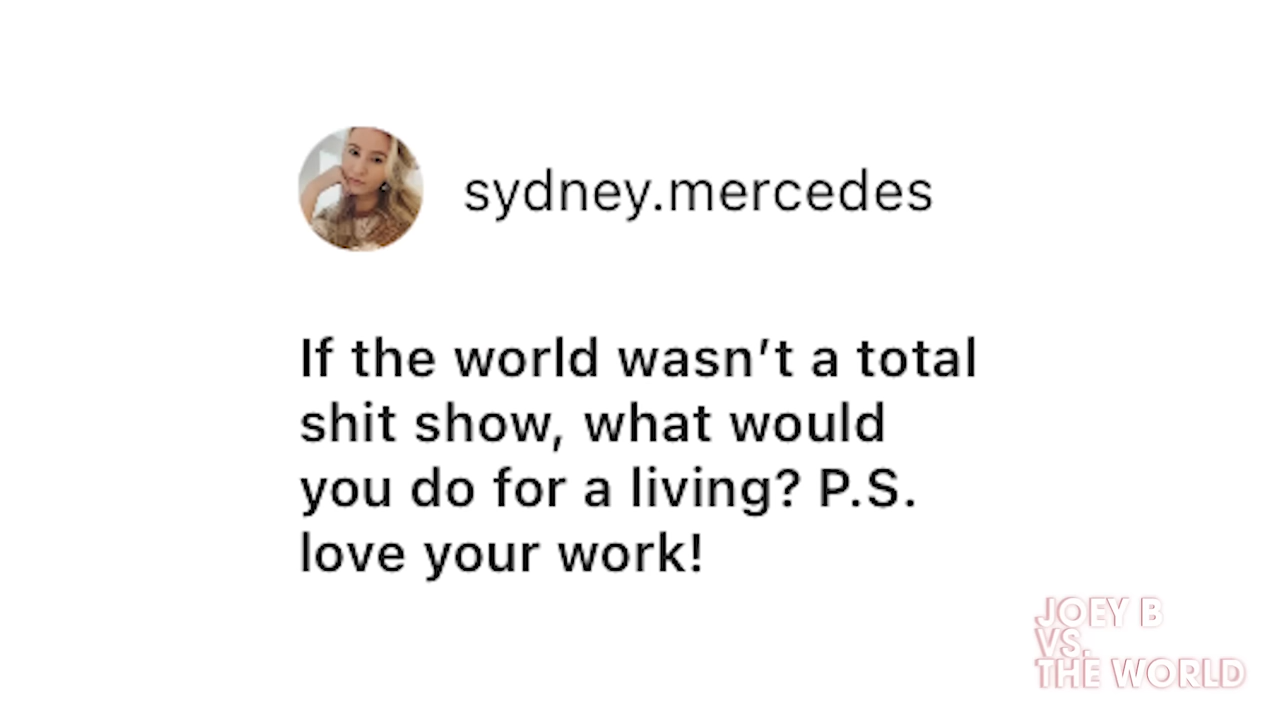 sydney.mercedes
If the world wasn’t a total
shit show, what would
you do for a living? P.S.
love your work!
JOEY B
VS.
THE WORLD